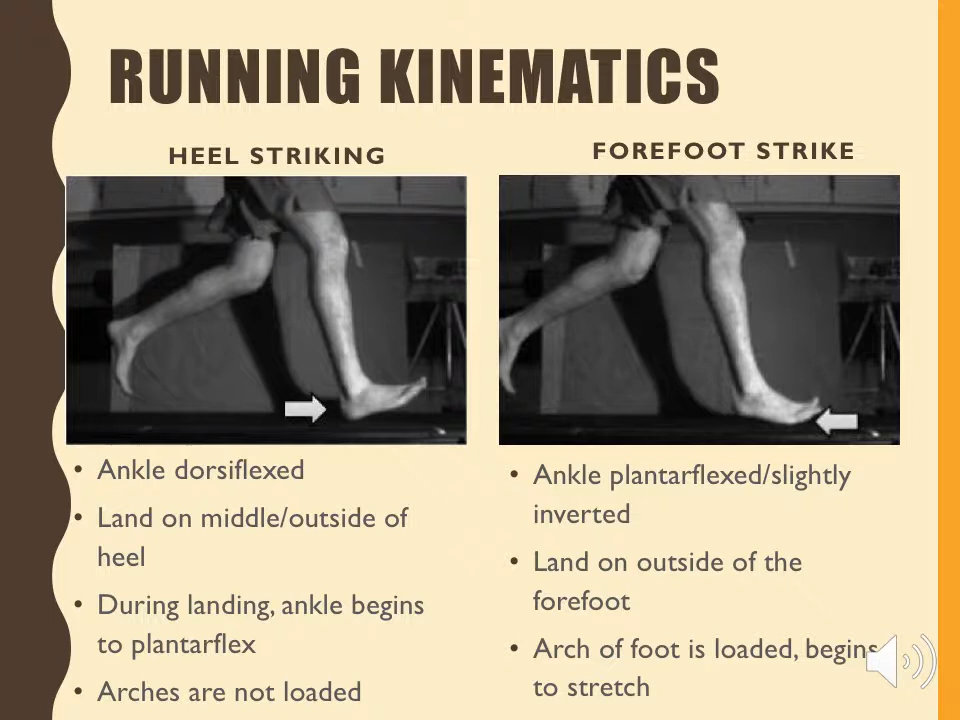 RUNNING KINEMATICS
HEEL STRIKING
• Ankle dorsiflexed
• Land on middle/outside of
heel
• During landing, ankle begins
to plantarflex
• Arches are not loaded
FOREFOOT STRIKE
• Ankle plantarflexed/slightly
inverted
• Land on outside of the
forefoot
• Arch of foot is loaded, begins
to stretch